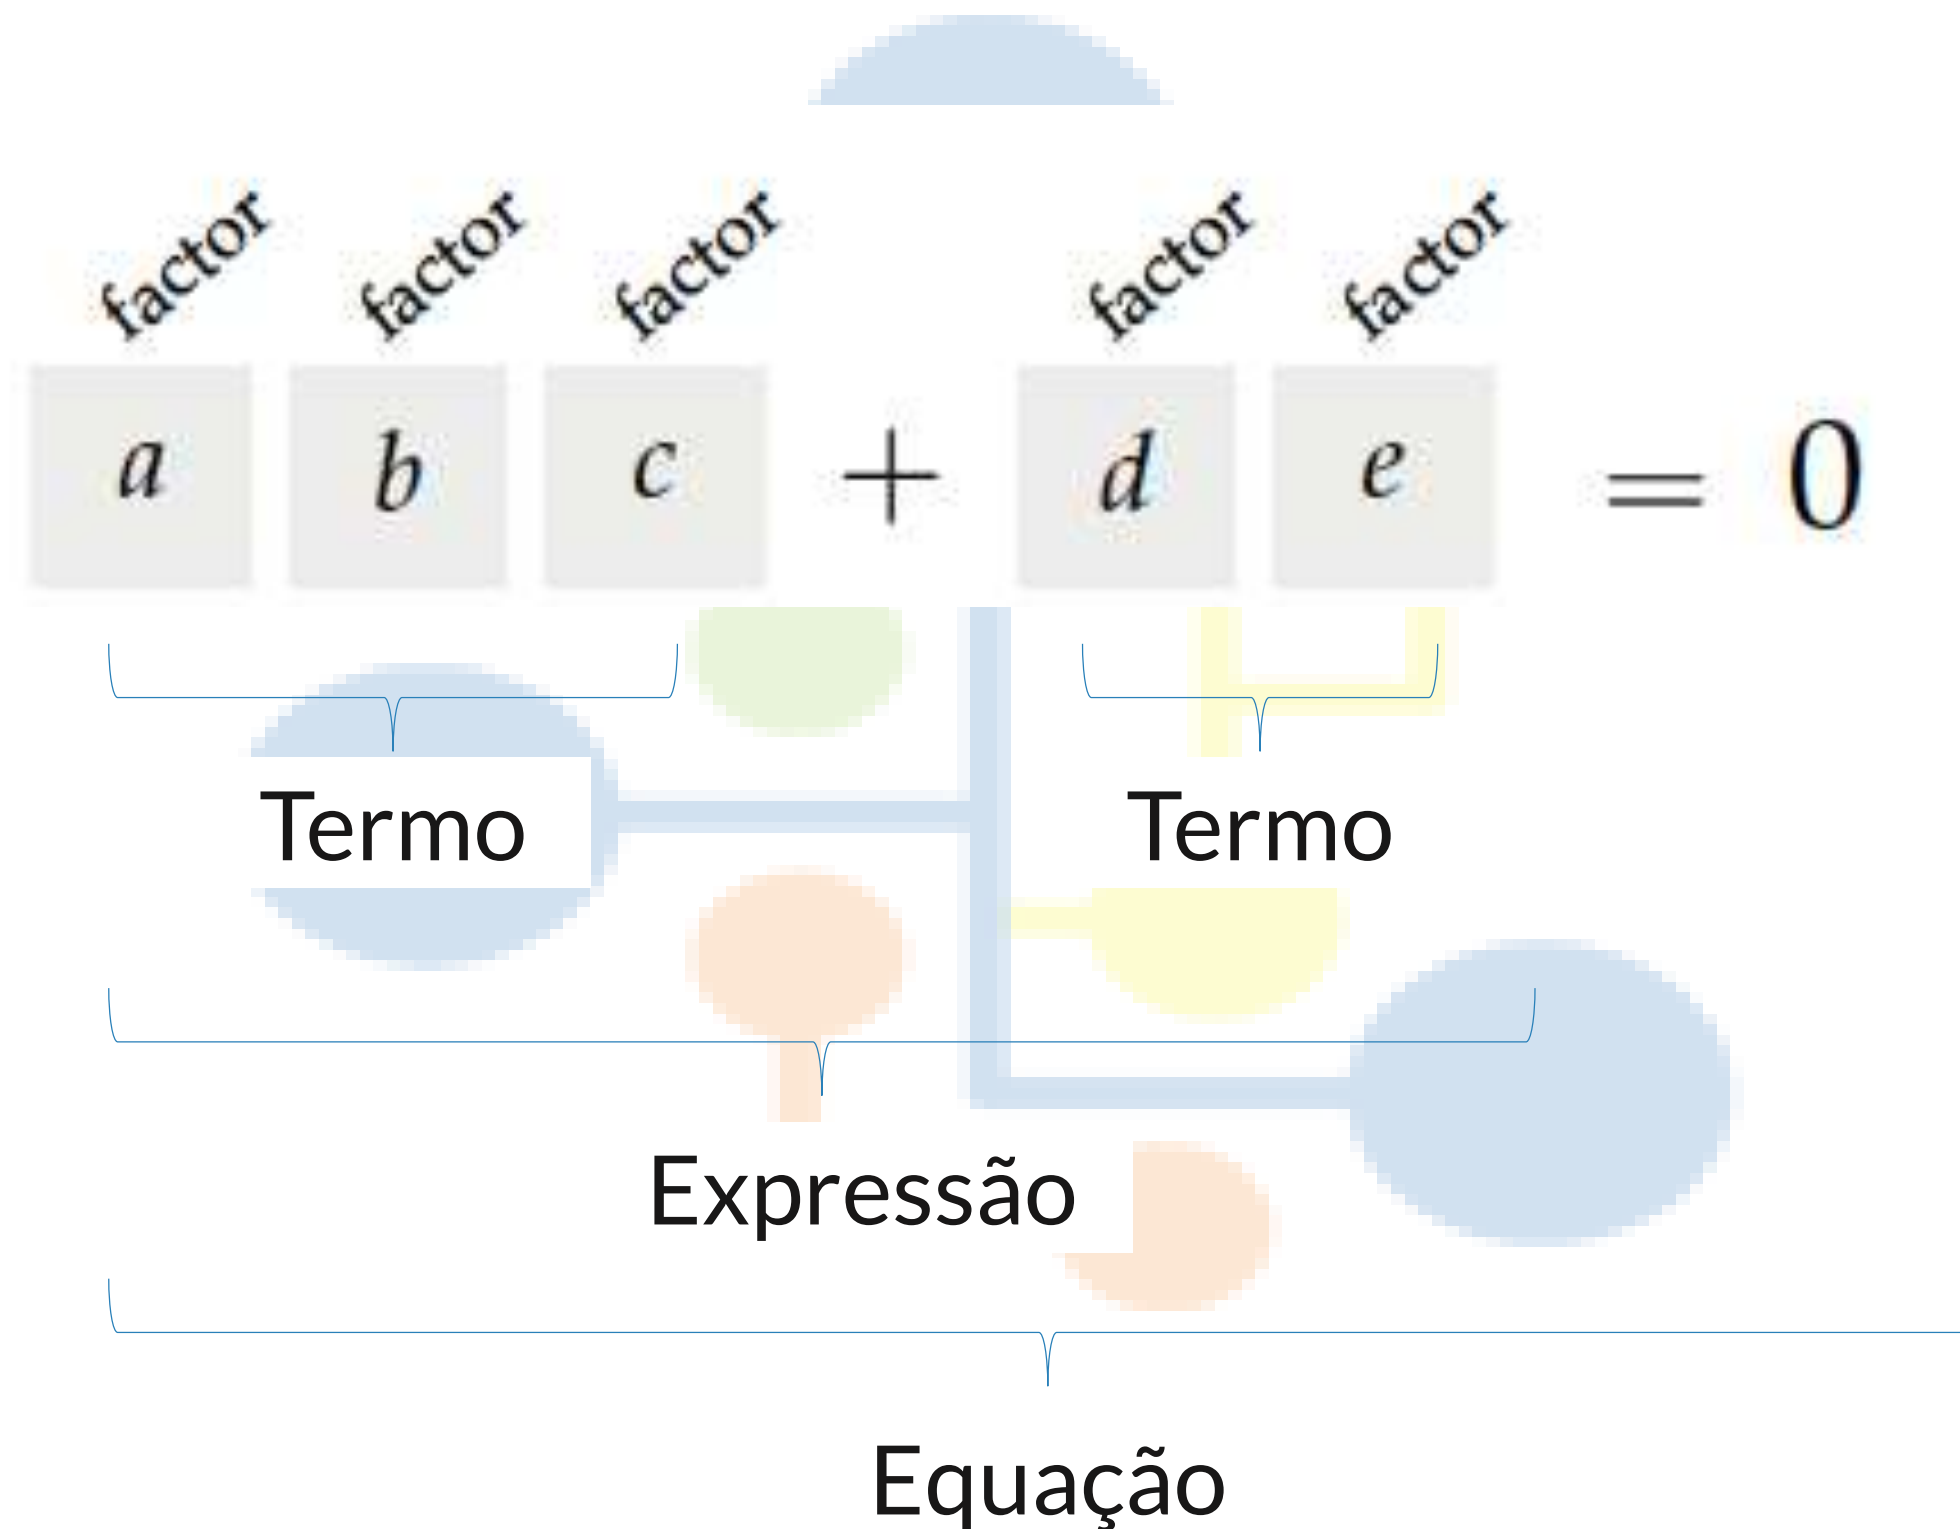 factor factor factor factor factor
a b c + d e = 0
Termo Termo
Expressão
Equação